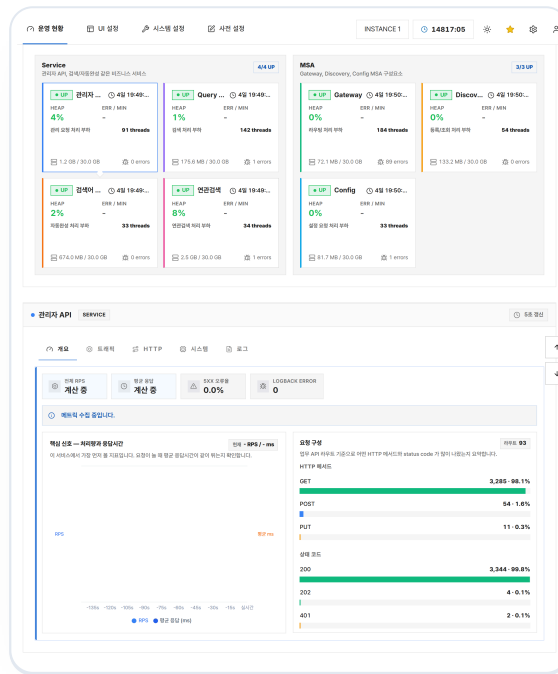 운영 현황 UI 설정 시스템 설정 사전 설정 INSTANCE 1 14817:05
Service 4/4 UP
관리자 API, 검색/자동완성 같은 비즈니스 서비스
UP 관리자 ... 4일 19:49:...
HEAP ERR / MIN
4% -
관리 요청 처리 부하 91 threads
1.2 GB / 30.0 GB 0 errors
UP Query ... 4일 19:49:...
HEAP ERR / MIN
1% -
검색 처리 부하 142 threads
175.6 MB / 30.0 GB 1 errors
UP 검색어 ... 4일 19:49:...
HEAP ERR / MIN
2% -
자동완성 처리 부하 33 threads
674.0 MB / 30.0 GB 0 errors
UP 연관검색 4일 19:49:...
HEAP ERR / MIN
8% -
연관검색 처리 부하 34 threads
2.5 GB / 30.0 GB 1 errors
MSA 3/3 UP
Gateway, Discovery, Config MSA 구성요소
UP Gateway 4일 19:50:...
HEAP ERR / MIN
0% -
라우팅 처리 부하 184 threads
72.1 MB / 30.0 GB 89 errors
UP Discov... 4일 19:50:...
HEAP ERR / MIN
0% -
등록/조회 처리 부하 54 threads
133.2 MB / 30.0 GB 0 errors
UP Config 4일 19:50:...
HEAP ERR / MIN
0% -
설정 요청 처리 부하 33 threads
81.7 MB / 30.0 GB 1 errors
관리자 API SERVICE 5초 갱신
개요 트래픽 HTTP 시스템 로그
전체 RPS
계산 중
평균 응답
계산 중
5XX 오류율
0.0%
LOGBACK ERROR
0
메트릭 수집 중입니다.
핵심 신호 — 처리량과 응답시간 현재 - RPS / - ms
이 서비스에서 가장 먼저 볼 지표입니다. 요청이 늘 때 평균 응답시간이 같이 뛰는지 확인합니다.
RPS 평균 ms
-135s -120s -105s -90s -75s -60s -45s -30s -15s 실시간
RPS 평균 응답 (ms)
요청 구성 라우트 93
업무 API 라우트 기준으로 어떤 HTTP 메서드와 status code 가 많이 나왔는지 요약합니다.
HTTP 메서드
GET 3,285 · 98.1%
POST 54 · 1.6%
PUT 11 · 0.3%
상태 코드
200 3,344 · 99.8%
202 4 · 0.1%
401 2 · 0.1%